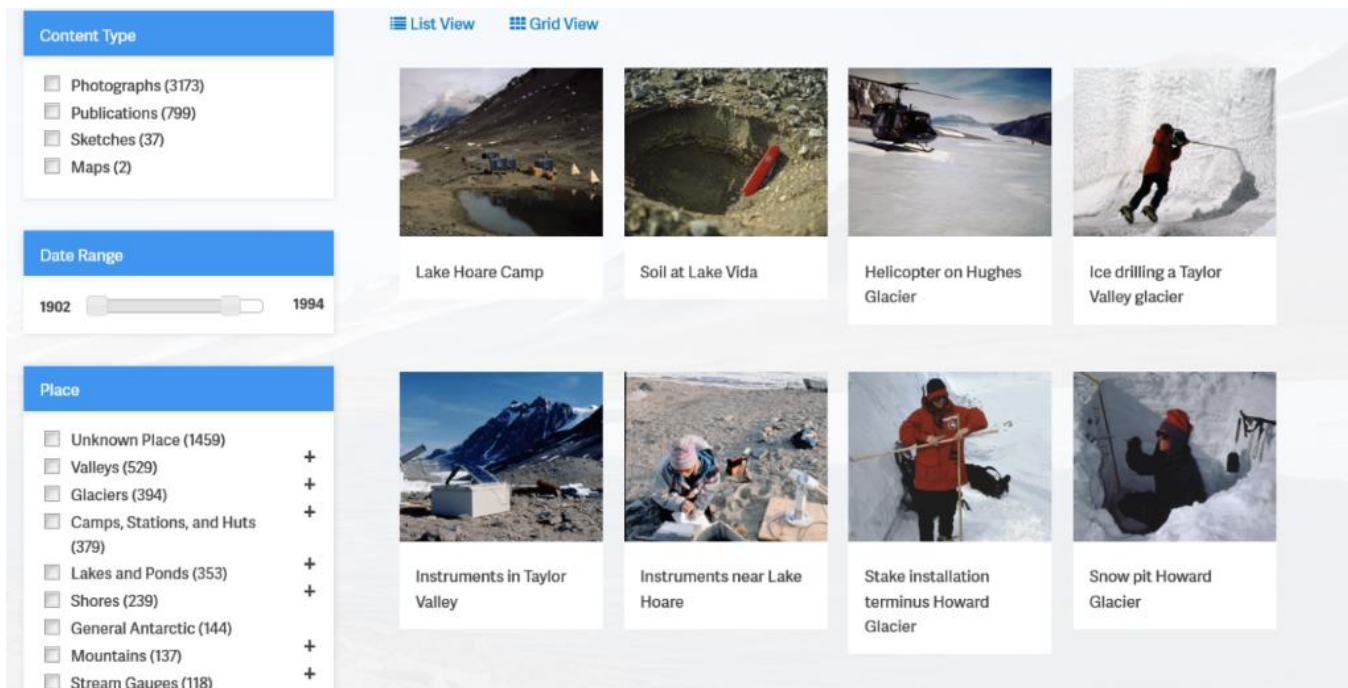 Content Type
Photographs (3173)
Publications (799)
Sketches (37)
Maps (2)
Date Range
1902
1994
Place
Unknown Place (1459)
Valleys (529)
+
Glaciers (394)
+
Camps, Stations, and Huts
+
(379)
Lakes and Ponds (353)
+
Shores (239)
+
General Antarctic (144)
Mountains (137)
+
Stream Gauges (118)
+
List View
Grid View
Lake Hoare Camp
Soil at Lake Vida
Helicopter on Hughes
Glacier
Ice drilling a Taylor
Valley glacier
Instruments in Taylor
Valley
Instruments near Lake
Hoare
Stake installation
terminus Howard
Glacier
Snow pit Howard
Glacier